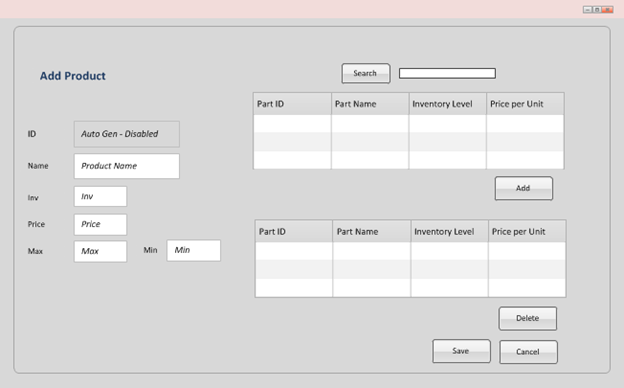 Add Product
Search
Part ID Part Name Inventory Level Price per Unit
ID Auto Gen - Disabled
Name Product Name
Inv Inv
Price Price
Max Max Min Min
Add
Part ID Part Name Inventory Level Price per Unit
Delete
Save Cancel